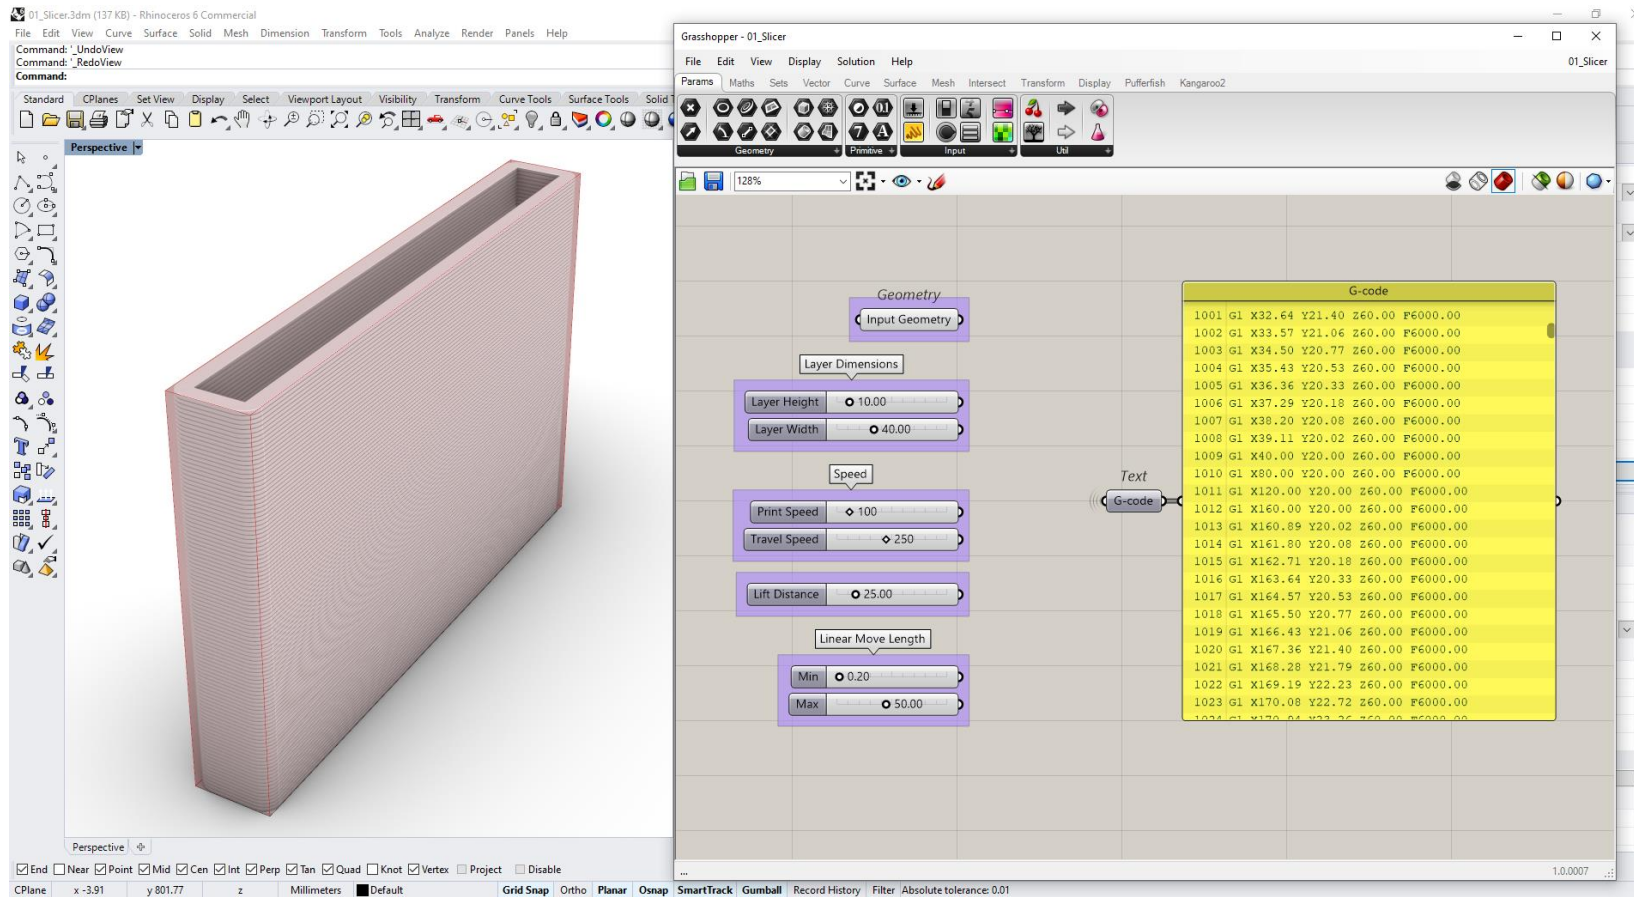 01_Slicer.3dm (137 KB) - Rhinoceros 6 Commercial
File Edit View Curve Surface Solid Mesh Dimension Transform Tools Analyze Render Panels Help
Command: '_UndoView
Command: '_RedoView
Command:
Standard CPlanes Set View Display Select Viewport Layout Visibility Transform Curve Tools Surface Tools Solid
Perspective
Perspective
End Near Point Mid Cen Int Perp Tan Quad Knot Vertex Project Disable
CPlane x -3.91 y 801.77 z Millimeters Default Grid Snap Ortho Planar Osnap SmartTrack Gumball Record History Filter Absolute tolerance: 0.01
Grasshopper - 01_Slicer
File Edit View Display Solution Help 01_Slicer
Params Maths Sets Vector Curve Surface Mesh Intersect Transform Display Pufferfish Kangaroo2
Geometry Primitive Input Util
128%
Geometry
Input Geometry
Layer Dimensions
Layer Height 10.00
Layer Width 40.00
Speed
Print Speed 100
Travel Speed 250
Lift Distance 25.00
Linear Move Length
Min 0.20
Max 50.00
Text
G-code
G-code
1001 G1 X32.64 Y21.40 Z60.00 F6000.00
1002 G1 X33.57 Y21.06 Z60.00 F6000.00
1003 G1 X34.50 Y20.77 Z60.00 F6000.00
1004 G1 X35.43 Y20.53 Z60.00 F6000.00
1005 G1 X36.36 Y20.33 Z60.00 F6000.00
1006 G1 X37.29 Y20.18 Z60.00 F6000.00
1007 G1 X38.20 Y20.08 Z60.00 F6000.00
1008 G1 X39.11 Y20.02 Z60.00 F6000.00
1009 G1 X40.00 Y20.00 Z60.00 F6000.00
1010 G1 X80.00 Y20.00 Z60.00 F6000.00
1011 G1 X120.00 Y20.00 Z60.00 F6000.00
1012 G1 X160.00 Y20.00 Z60.00 F6000.00
1013 G1 X160.89 Y20.02 Z60.00 F6000.00
1014 G1 X161.80 Y20.08 Z60.00 F6000.00
1015 G1 X162.71 Y20.18 Z60.00 F6000.00
1016 G1 X163.64 Y20.33 Z60.00 F6000.00
1017 G1 X164.57 Y20.53 Z60.00 F6000.00
1018 G1 X165.50 Y20.77 Z60.00 F6000.00
1019 G1 X166.43 Y21.06 Z60.00 F6000.00
1020 G1 X167.36 Y21.40 Z60.00 F6000.00
1021 G1 X168.28 Y21.79 Z60.00 F6000.00
1022 G1 X169.19 Y22.23 Z60.00 F6000.00
1023 G1 X170.08 Y22.72 Z60.00 F6000.00
1024 G1 X170.94 Y23.26 Z60.00 F6000.00
...
1.0.0007